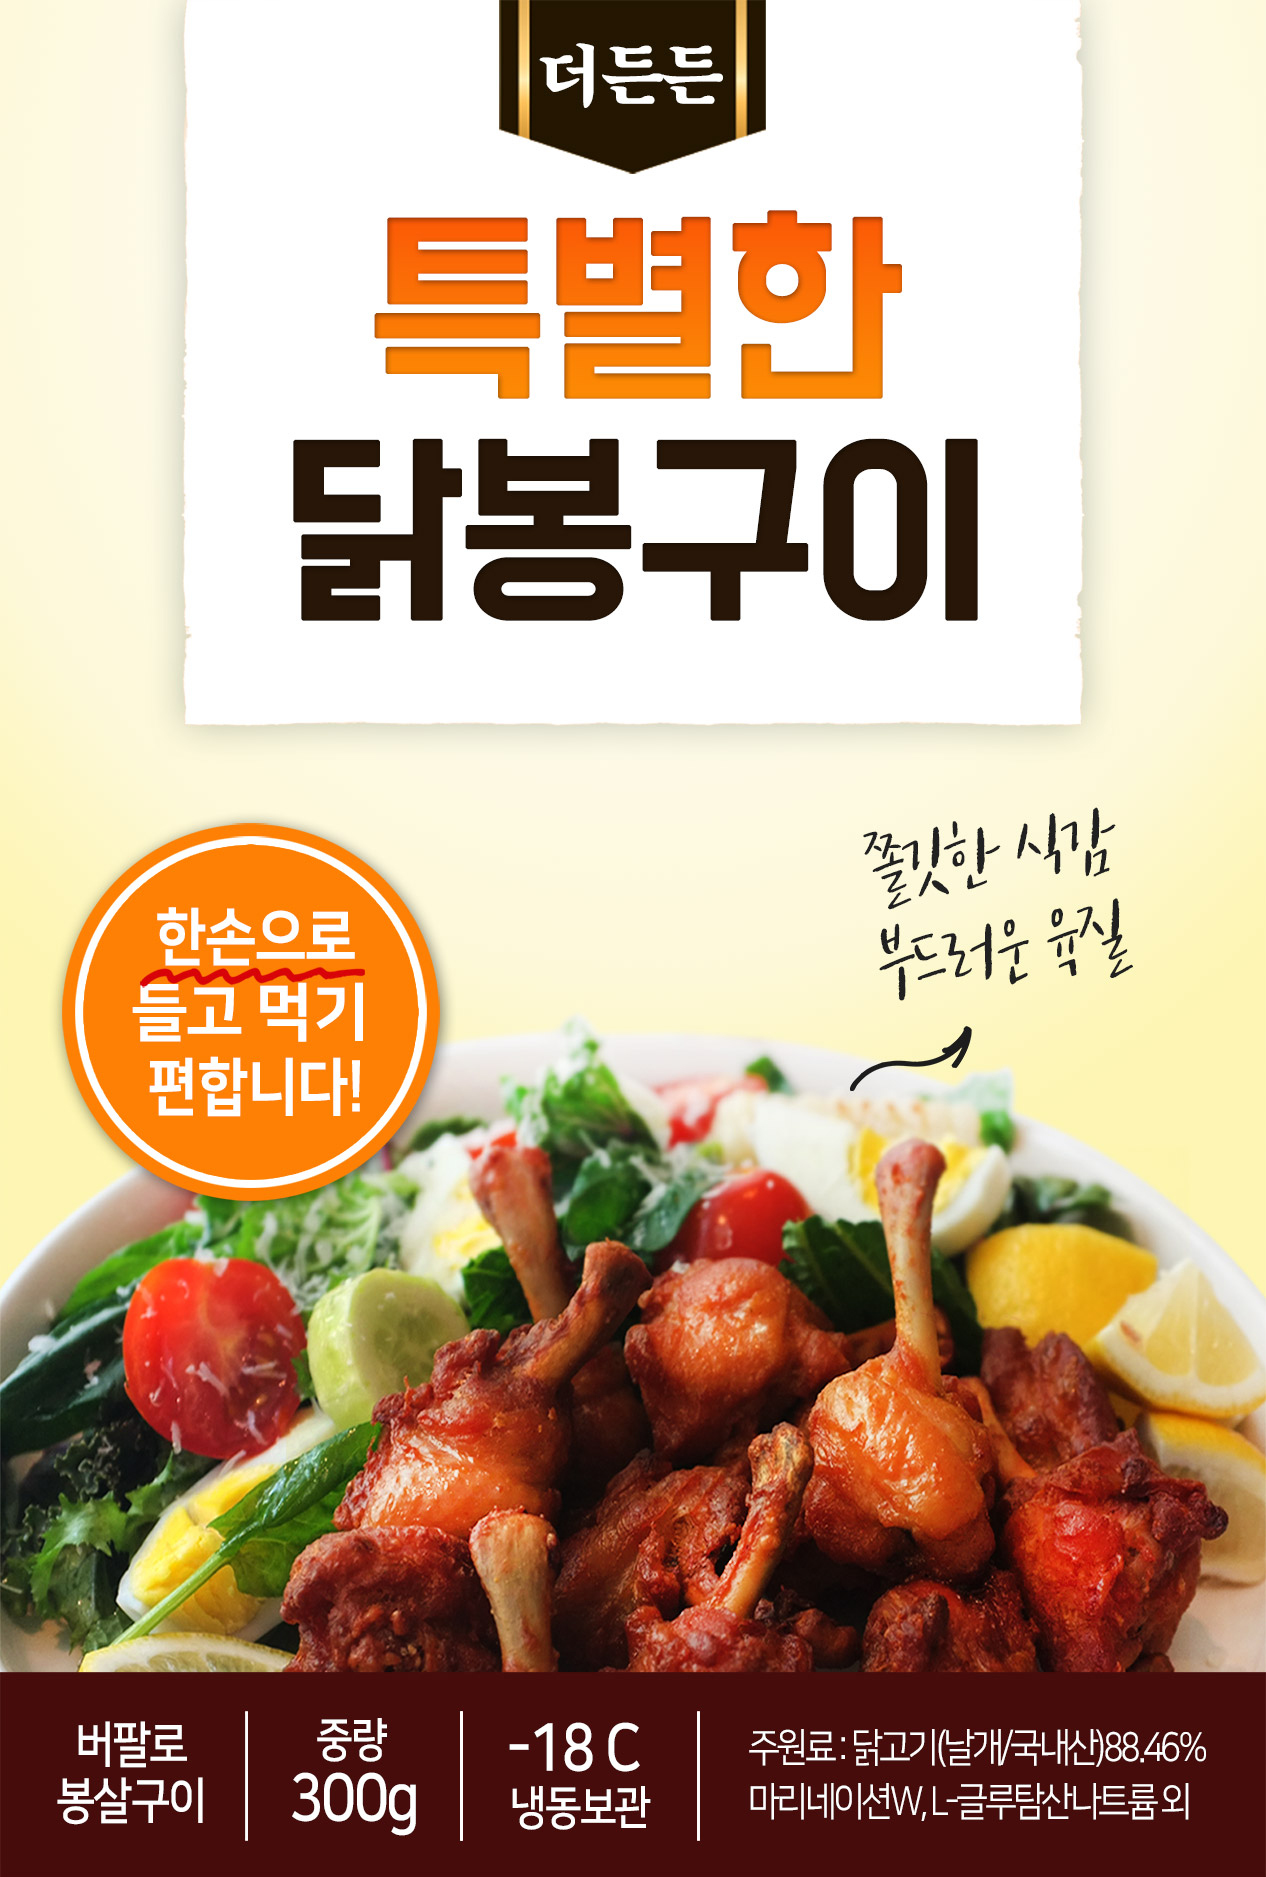 더든든
특별한
닭봉구이
쫄깃한 식감
부드러운 육질
한손으로
들고 먹기
편합니다!
버팔로
봉살구이
중량
300g
-18 C
냉동보관
주원료 : 닭고기(날개/국내산)88.46%
마리네이션W, L-글루탐산나트륨 외